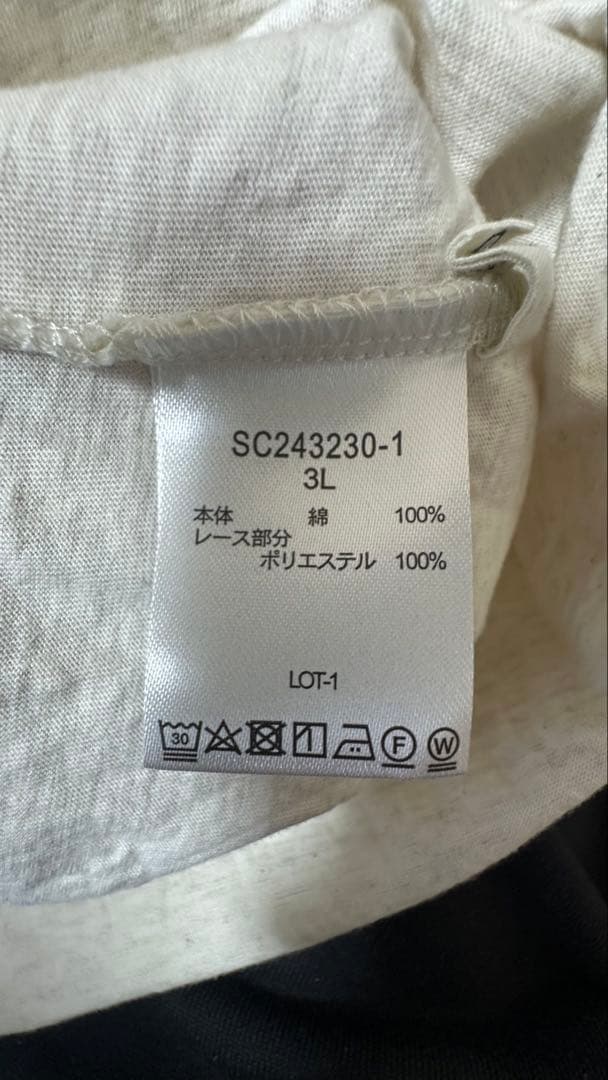 SC243230-1
3L
本体 綿 100%
レース部分
ポリエステル 100%
LOT-1
30 F W